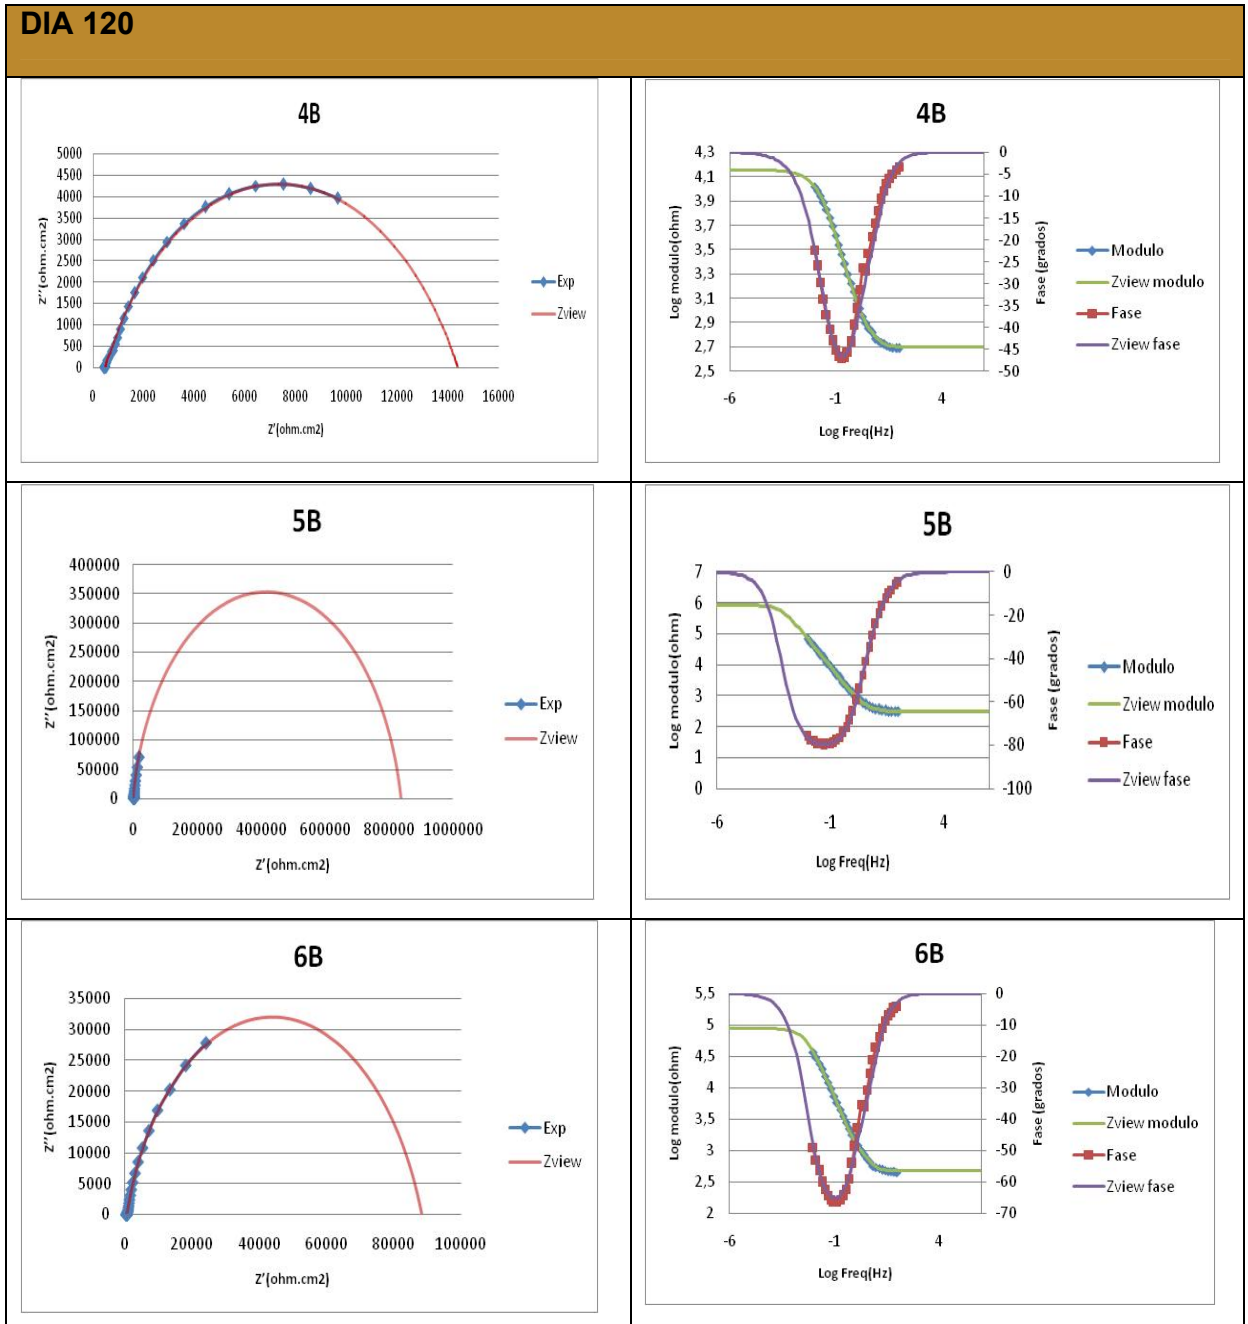 DIA 120
4B
5000
4500
4000
3500
3000
2500
2000
1500
1000
500
0
Z''(ohm.cm2)
0 2000 4000 6000 8000 10000 12000 14000 16000
Z'(ohm.cm2)
Exp
Zview
4B
4,3
4,1
3,9
3,7
3,5
3,3
3,1
2,9
2,7
2,5
Log modulo(ohm)
0
-5
-10
-15
-20
-25
-30
-35
-40
-45
-50
Fase (grados)
-6 -1 4
Log Freq(Hz)
Modulo
Zview modulo
Fase
Zview fase
5B
400000
350000
300000
250000
200000
150000
100000
50000
0
Z''(ohm.cm2)
0 200000 400000 600000 800000 1000000
Z'(ohm.cm2)
Exp
Zview
5B
7
6
5
4
3
2
1
0
Log modulo(ohm)
0
-20
-40
-60
-80
-100
Fase (grados)
-6 -1 4
Log Freq(Hz)
Modulo
Zview modulo
Fase
Zview fase
6B
35000
30000
25000
20000
15000
10000
5000
0
Z''(ohm.cm2)
0 20000 40000 60000 80000 100000
Z'(ohm.cm2)
Exp
Zview
6B
5,5
5
4,5
4
3,5
3
2,5
2
Log modulo(ohm)
0
-10
-20
-30
-40
-50
-60
-70
Fase (grados)
-6 -1 4
Log Freq(Hz)
Modulo
Zview modulo
Fase
Zview fase